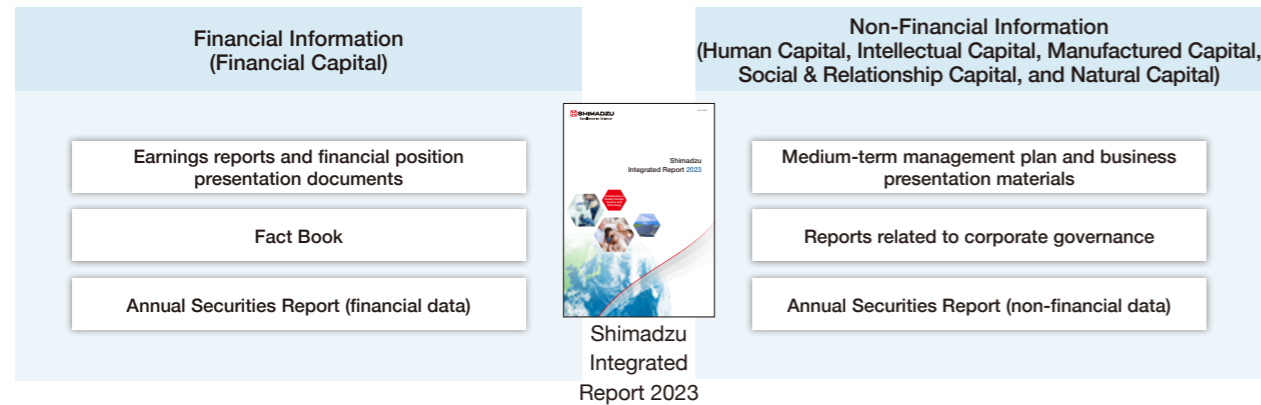 Financial Information
(Financial Capital)
Earnings reports and financial position
presentation documents
Fact Book
Annual Securities Report (financial data)
SHIMADZU
Excellence in Science
Shimadzu
Integrated Report 2023
Shimadzu
Integrated
Report 2023
Non-Financial Information
(Human Capital, Intellectual Capital, Manufactured Capital,
Social & Relationship Capital, and Natural Capital)
Medium-term management plan and business
presentation materials
Reports related to corporate governance
Annual Securities Report (non-financial data)